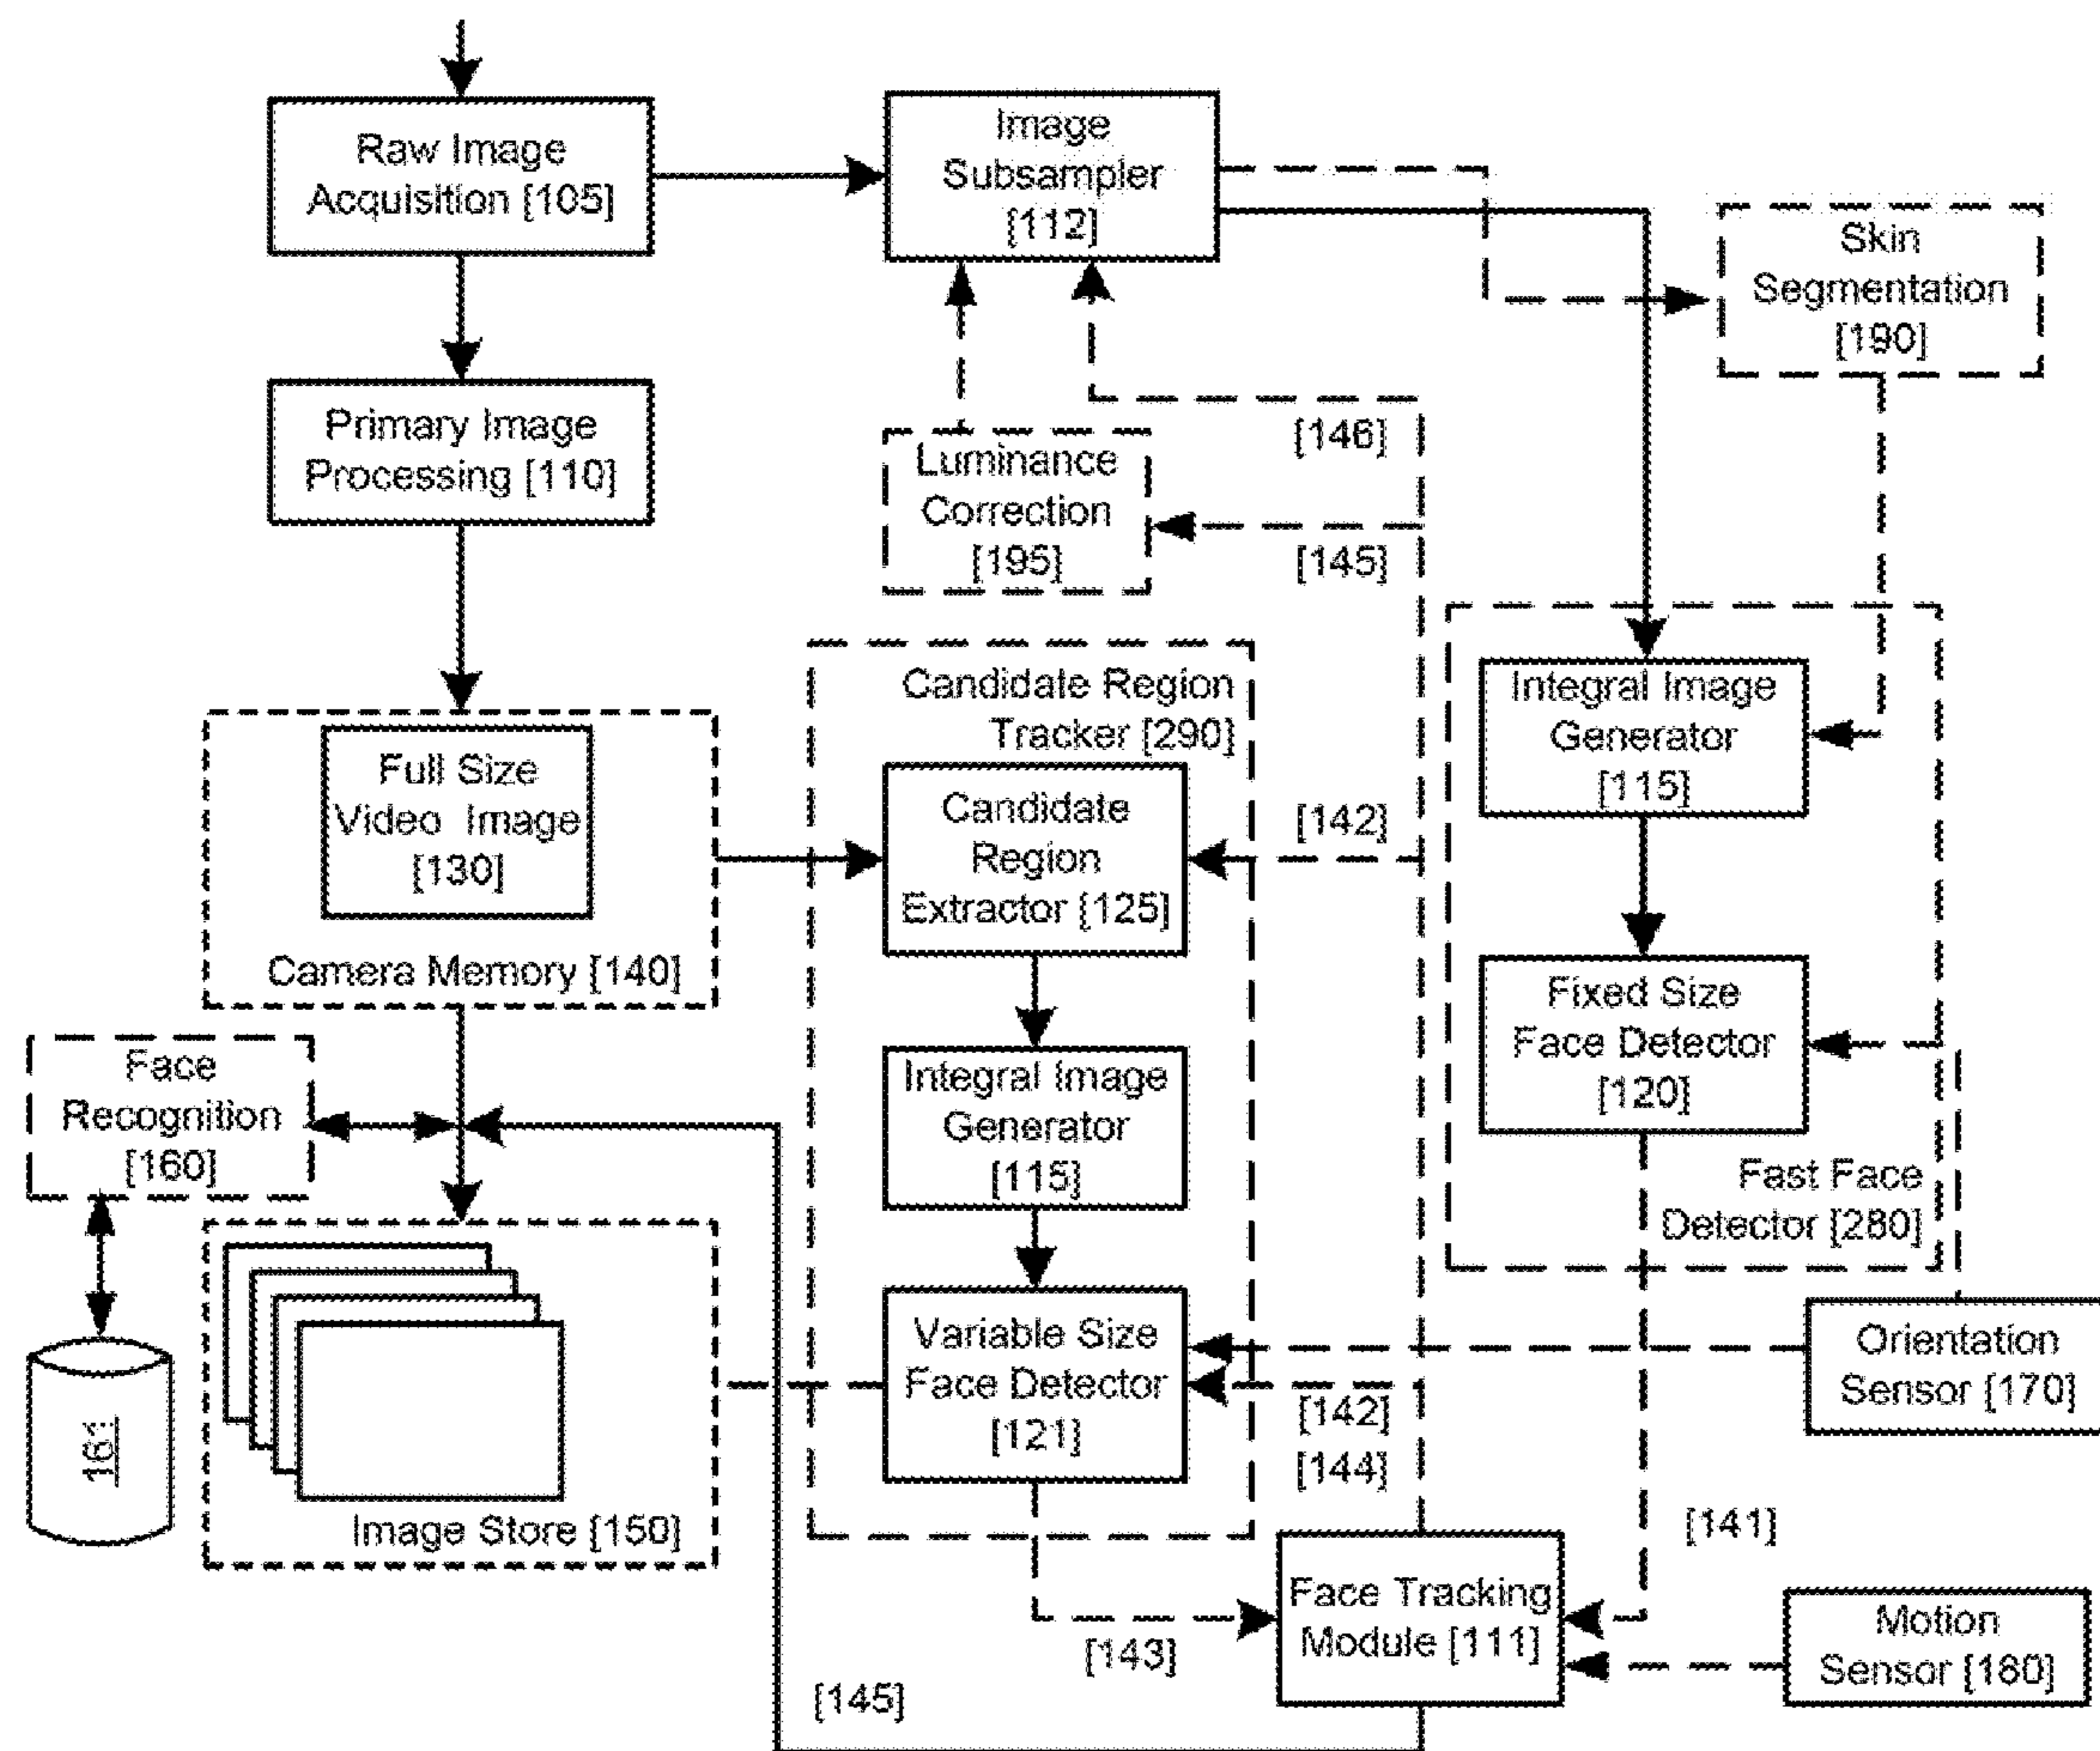 Raw Image
Acquisition [105]
Image
Subsampler
[112]
Skin
Segmentation
[190]
Primary Image
Processing [110]
[146]
Luminance
Correction
[195]
[145]
Candidate Region
Tracker [290]
Integral Image
Generator
[115]
Full Size
Video Image
[130]
Camera Memory [140]
Candidate
Region
Extractor [125]
[142]
Fixed Size
Face Detector
[120]
Face
Recognition
[160]
Integral Image
Generator
[115]
Fast Face
Detector [280]
161
Image Store [150]
Variable Size
Face Detector
[121]
[142]
[144]
Orientation
Sensor [170]
[141]
[143]
Face Tracking
Module [111]
Motion
Sensor [180]
[145]